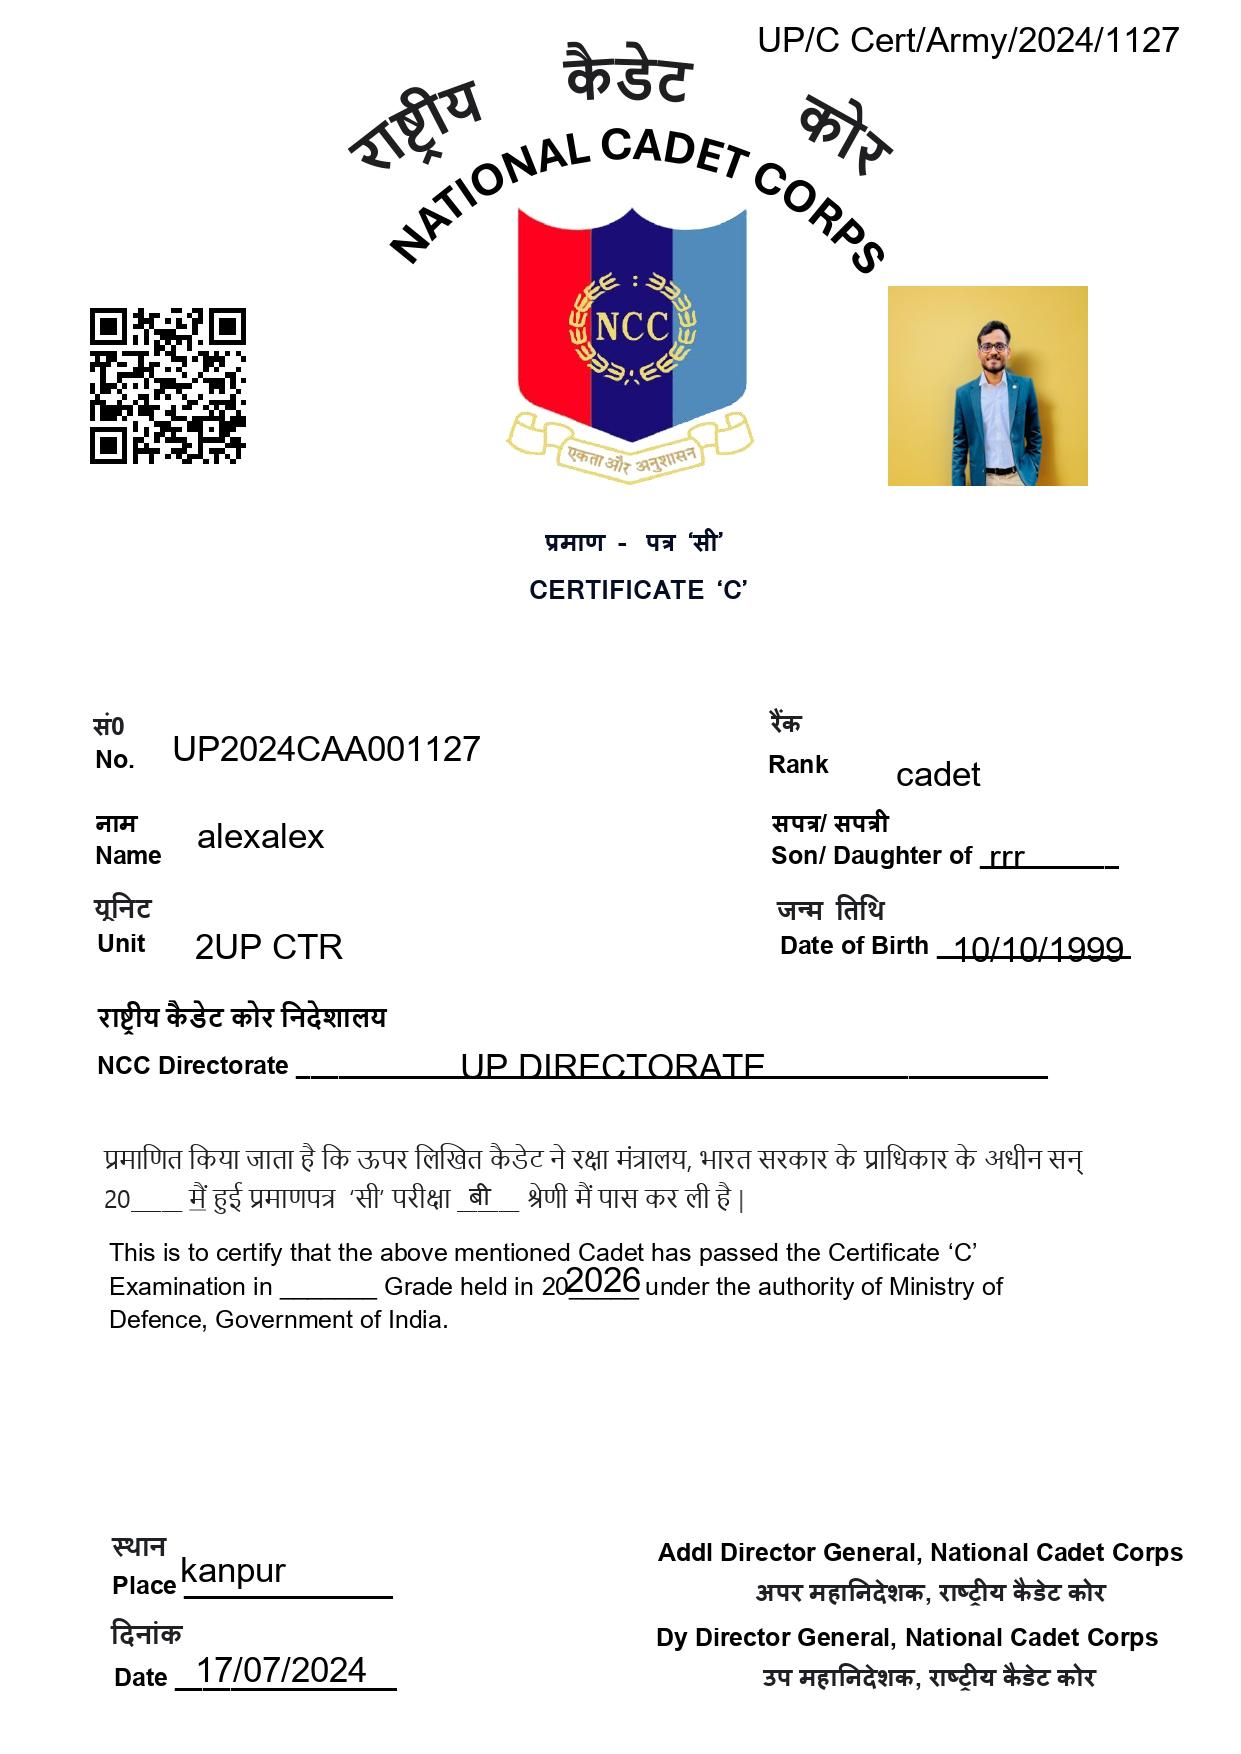 UP/C Cert/Army/2024/1127
राष्ट्रीय कैडेट कोर
NATIONAL CADET CORPS
NCC
एकता और अनुशासन
प्रमाण - पत्र ‘सी’
CERTIFICATE ‘C’
सं0
No. UP2024CAA001127
रैंक
Rank cadet
नाम
Name alexalex
सपत्र/ सपत्री
Son/ Daughter of rrr
यूनिट
Unit 2UP CTR
जन्म तिथि
Date of Birth 10/10/1999
राष्ट्रीय कैडेट कोर निदेशालय
NCC Directorate UP DIRECTORATE
प्रमाणित किया जाता है कि ऊपर लिखित कैडेट ने रक्षा मंत्रालय, भारत सरकार के प्राधिकार के अधीन सन्
20____ मैं हुई प्रमाणपत्र ‘सी’ परीक्षा बी श्रेणी मैं पास कर ली है |
This is to certify that the above mentioned Cadet has passed the Certificate ‘C’
Examination in _______ Grade held in 202026 under the authority of Ministry of
Defence, Government of India.
स्थान
Place kanpur
दिनांक
Date 17/07/2024
Addl Director General, National Cadet Corps
अपर महानिदेशक, राष्ट्रीय कैडेट कोर
Dy Director General, National Cadet Corps
उप महानिदेशक, राष्ट्रीय कैडेट कोर